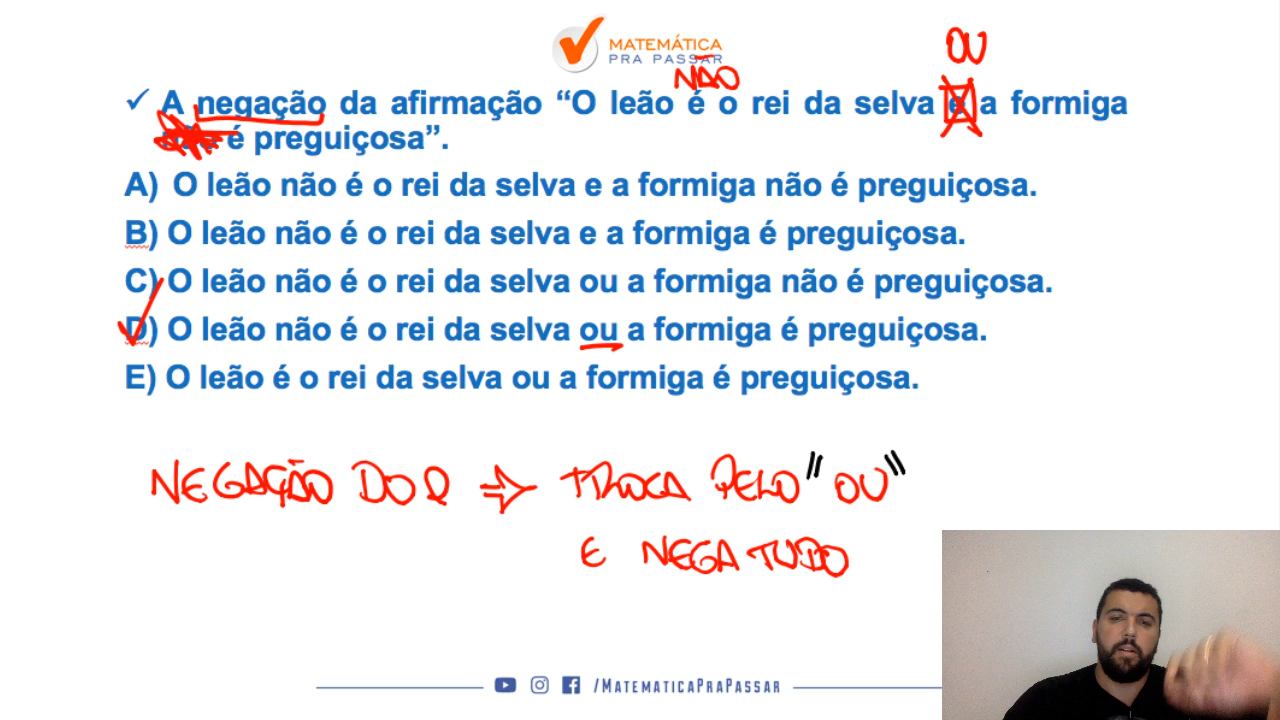 MATEMÁTICA
PRA PASSAR
OU
NÃO
✓ A negação da afirmação “O leão é o rei da selva e a formiga
não é preguiçosa”.
A) O leão não é o rei da selva e a formiga não é preguiçosa.
B) O leão não é o rei da selva e a formiga é preguiçosa.
C) O leão não é o rei da selva ou a formiga não é preguiçosa.
D) O leão não é o rei da selva ou a formiga é preguiçosa.
E) O leão é o rei da selva ou a formiga é preguiçosa.
NEGAÇÃO DO ⇒ TROCA PELO "OU"
E NEGA TUDO
/MATEMATICAPRAPASSAR